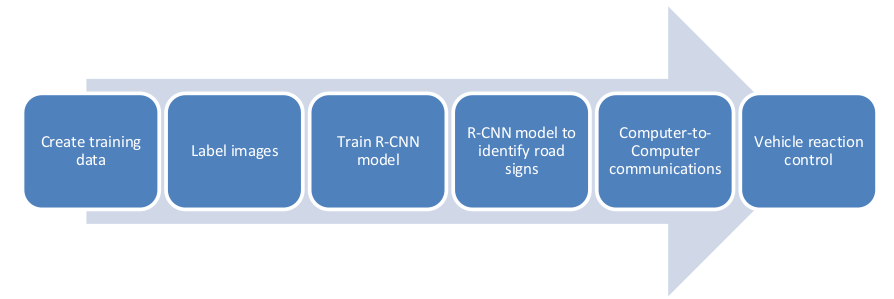 Create training
data
Label images
Train R-CNN
model
R-CNN model to
identify road
signs
Computer-to-
Computer
communications
Vehicle reaction
control